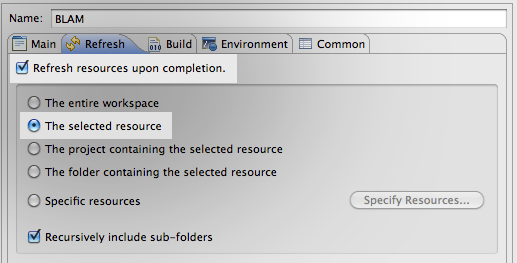 Name: BLAM
Main Refresh Build Environment Common
Refresh resources upon completion.
The entire workspace
The selected resource
The project containing the selected resource
The folder containing the selected resource
Specific resources Specify Resources...
Recursively include sub-folders